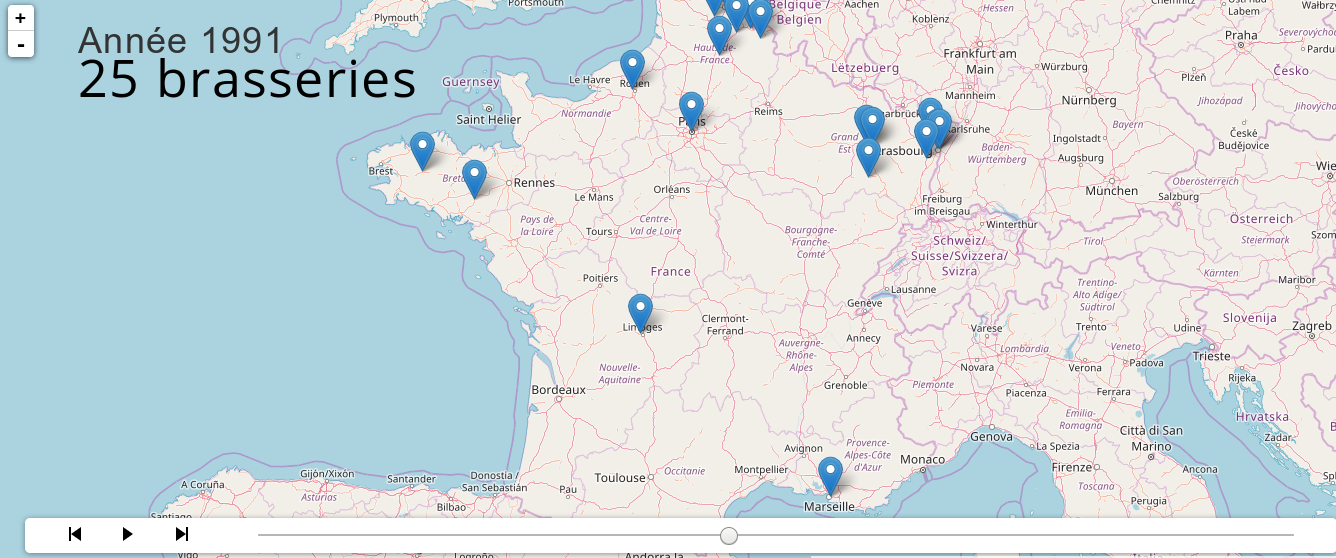 +
-
Année 1991
25 brasseries
Plymouth
Portsmouth
Belgique /
Belgien
Aachen
Koblenz
Hessen
Chemnitz
Labem
Praha
Česko
Frankfurt am
Main
Würzburg
Plzeň
Hauts-de-
France
Lëtzebuerg
Guernsey
Le Havre
Rouen
Mannheim
Nürnberg
Jihozápad
Saint Helier
Normandie
Paris
Reims
Saarbrücken
Karlsruhe
Bayern
České
Budějovice
Grand
Est
Strasbourg
Ingolstadt
Baden-
Württemberg
Augsburg
Brest
Rennes
Le Mans
Orléans
München
Oberösterreich
Salzburg
Freiburg
im Breisgau
Österreich
Pays de
la Loire
Centre-
Val de Loire
Tours
Winterthur
Bourgogne-
Franche-
Comté
Schweiz/
Suisse/Svizzera/
Svizra
Tirol
Steiermark
France
Poitiers
Kärnten
Maribor
Lausanne
Genève
Trentino-
Alto Adige/
Südtirol
Limoges
Clermont-
Ferrand
Annecy
Varese
Trento
Udine
Slovenija
Zagreb
Auvergne-
Rhône-
Alpes
Lombardia
Veneto
Trieste
Novara
Verona
Padova
Nouvelle-
Aquitaine
Bordeaux
Grenoble
Piemonte
Piacenza
Ferrara
Rijeka
Emilia-
Romagna
Hrvatska
Genova
La Spezia
Città di San
Marino
Zadar
Avignon
Provence-
Alpes-Côte
d'Azur
Monaco
Firenze
Ancona
A Coruña
Gijón/Xixón
Asturias
Santander
Donostia /
San Sebastián
Bilbao
Pau
Toulouse
Occitanie
Montpellier
Marseille
Toscana
Perugia
Santiago
Vigo
Logroño
Andorra la